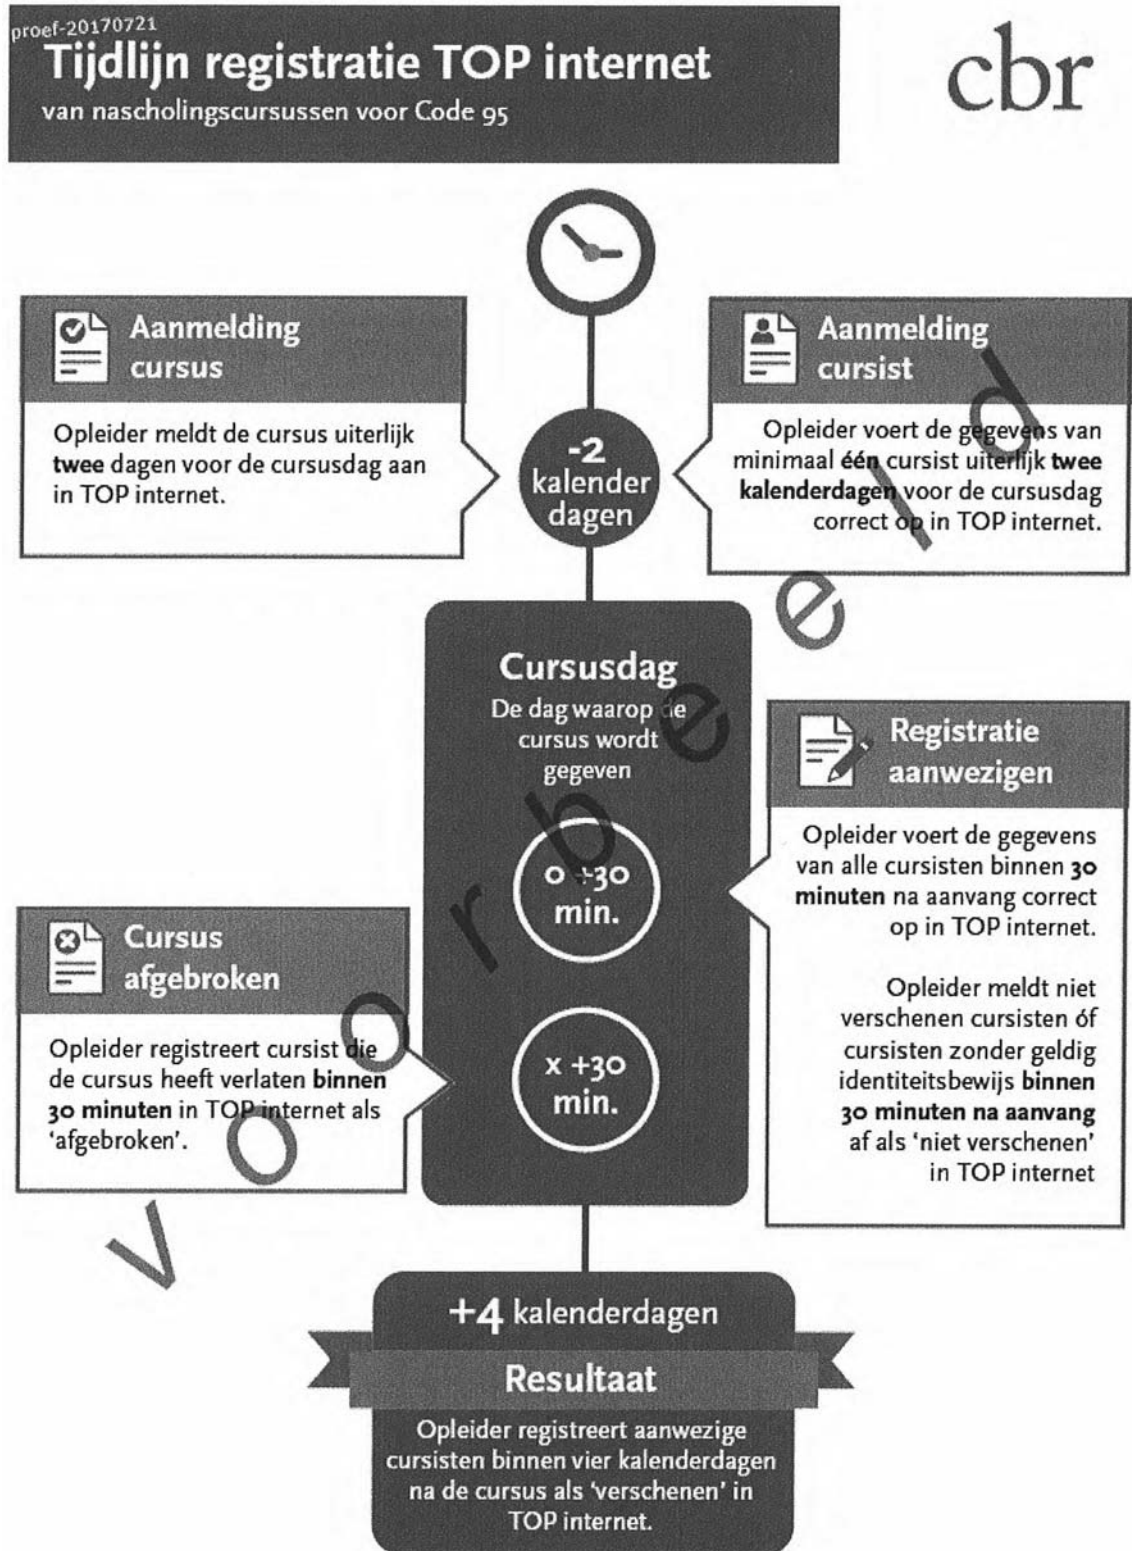 proef-20170721
Tijdlijn registratie TOP internet
van nascholingscursussen voor Code 95
cbr
Aanmelding
cursus
Opleider meldt de cursus uiterlijk
twee dagen voor de cursusdag aan
in TOP internet.
-2
kalender
dagen
Aanmelding
cursist
Opleider voert de gegevens van
minimaal één cursist uiterlijk twee
kalenderdagen voor de cursusdag
correct op in TOP internet.
Cursusdag
De dag waarop de
cursus wordt
gegeven
0 +30
min.
Registratie
aanwezigen
Opleider voert de gegevens
van alle cursisten binnen 30
minuten na aanvang correct
op in TOP internet.
Opleider meldt niet
verschenen cursisten óf
cursisten zonder geldig
identiteitsbewijs binnen
30 minuten na aanvang
af als ‘niet verschenen’
in TOP internet
Cursus
afgebroken
Opleider registreert cursist die
de cursus heeft verlaten binnen
30 minuten in TOP internet als
‘afgebroken’.
x +30
min.
+4 kalenderdagen
Resultaat
Opleider registreert aanwezige
cursisten binnen vier kalenderdagen
na de cursus als ‘verschenen’ in
TOP internet.
voorbeeld